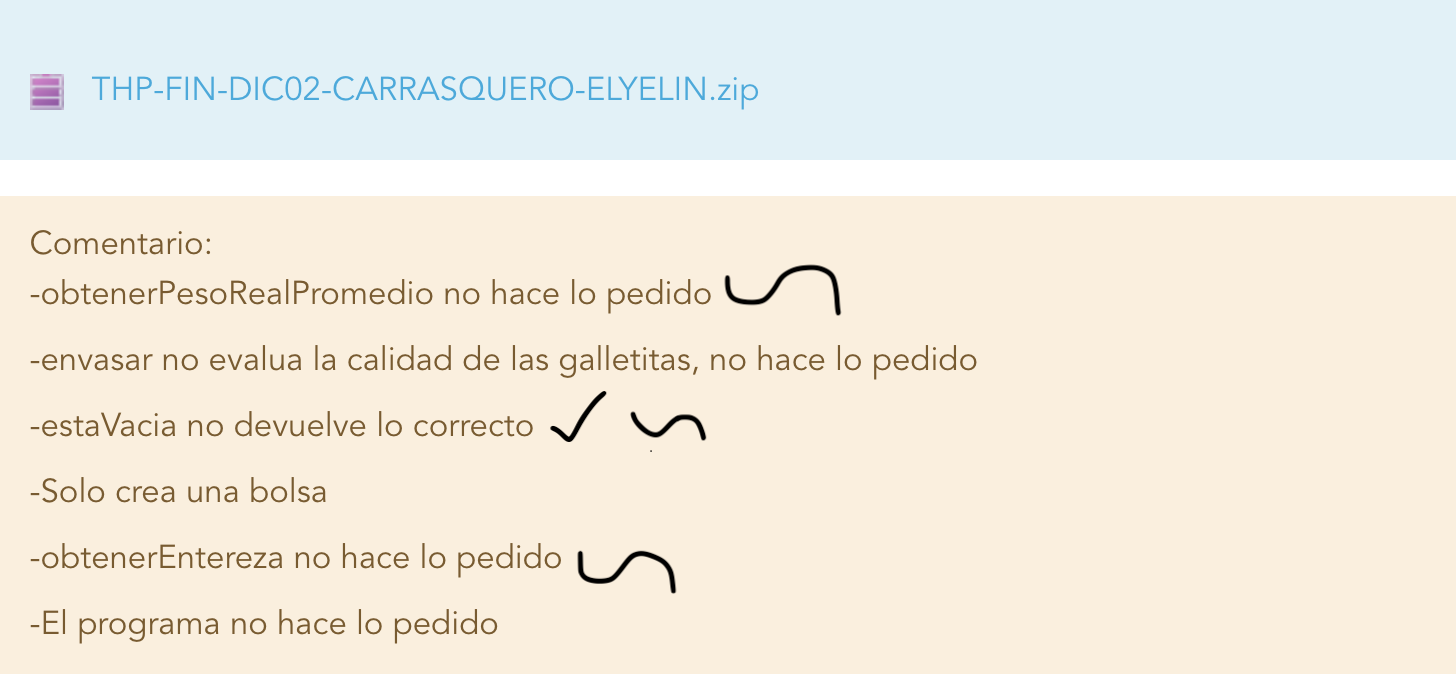 THP-FIN-DIC02-CARRASQUERO-ELYELIN.zip
Comentario:
-obtenerPesoRealPromedio no hace lo pedido
-envasar no evalua la calidad de las galletitas, no hace lo pedido
-estaVacia no devuelve lo correcto
-Solo crea una bolsa
-obtenerEntereza no hace lo pedido
-El programa no hace lo pedido